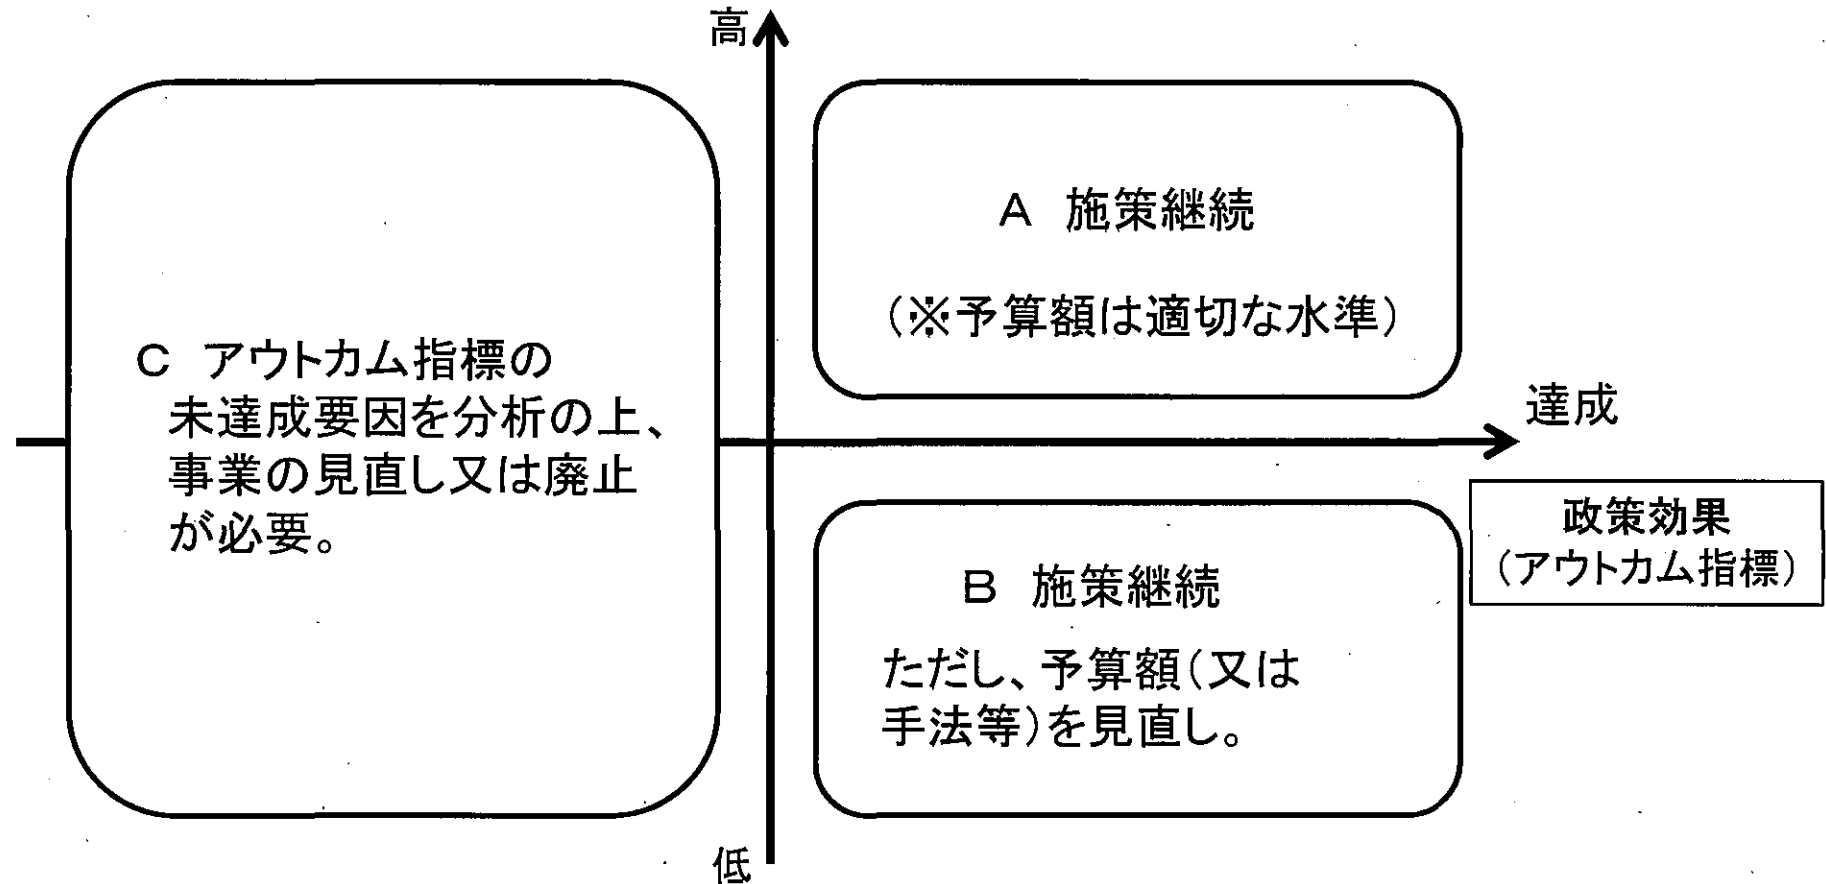 高
A 施策継続
(※予算額は適切な水準)
C アウトカム指標の
未達成要因を分析の上、
事業の見直し又は廃止
が必要。
達成
政策効果
(アウトカム指標)
B 施策継続
ただし、予算額(又は
手法等)を見直し。
低